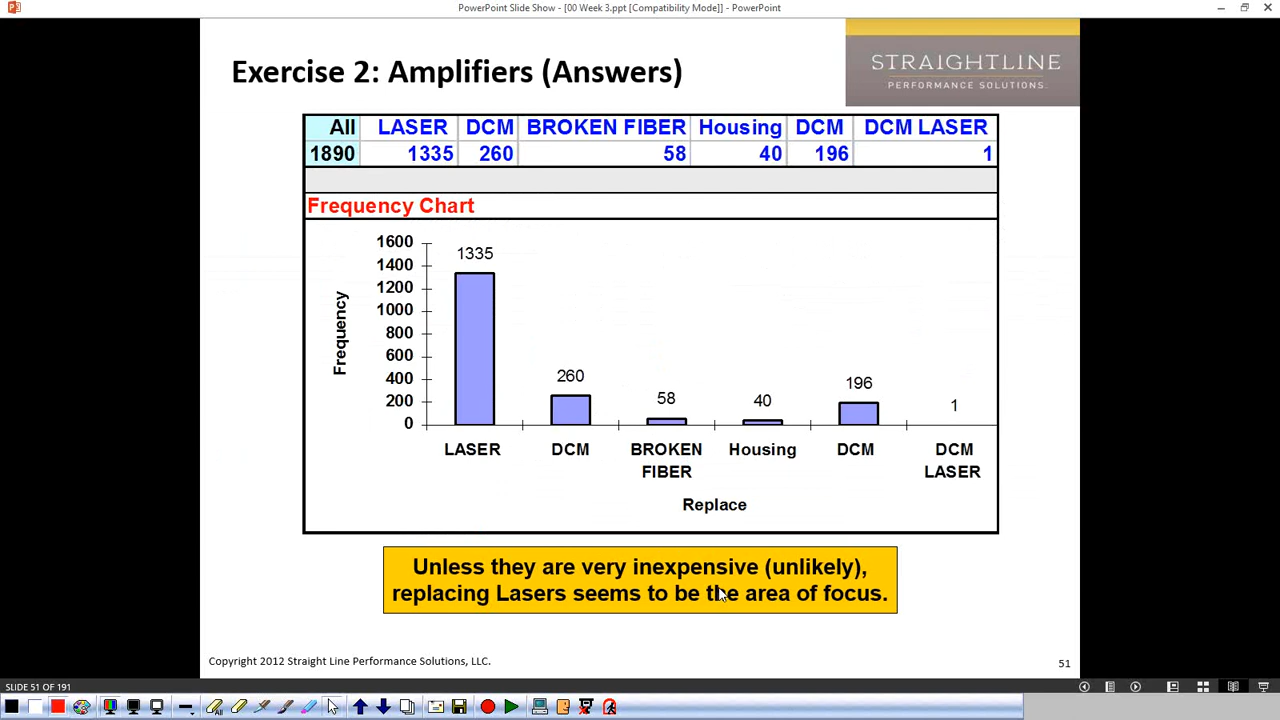 PowerPoint Slide Show - [00 Week 3.ppt [Compatibility Mode]] - PowerPoint
Exercise 2: Amplifiers (Answers)
STRAIGHTLINE
PERFORMANCE SOLUTIONS.
All LASER DCM BROKEN FIBER Housing DCM DCM LASER
1890 1335 260 58 40 196 1
Frequency Chart
Frequency
1600
1400
1200
1000
800
600
400
200
0
1335
260
58
40
196
1
LASER DCM BROKEN FIBER Housing DCM DCM LASER
Replace
Unless they are very inexpensive (unlikely),
replacing Lasers seems to be the area of focus.
Copyright 2012 Straight Line Performance Solutions, LLC.
51
SLIDE 51 OF 191